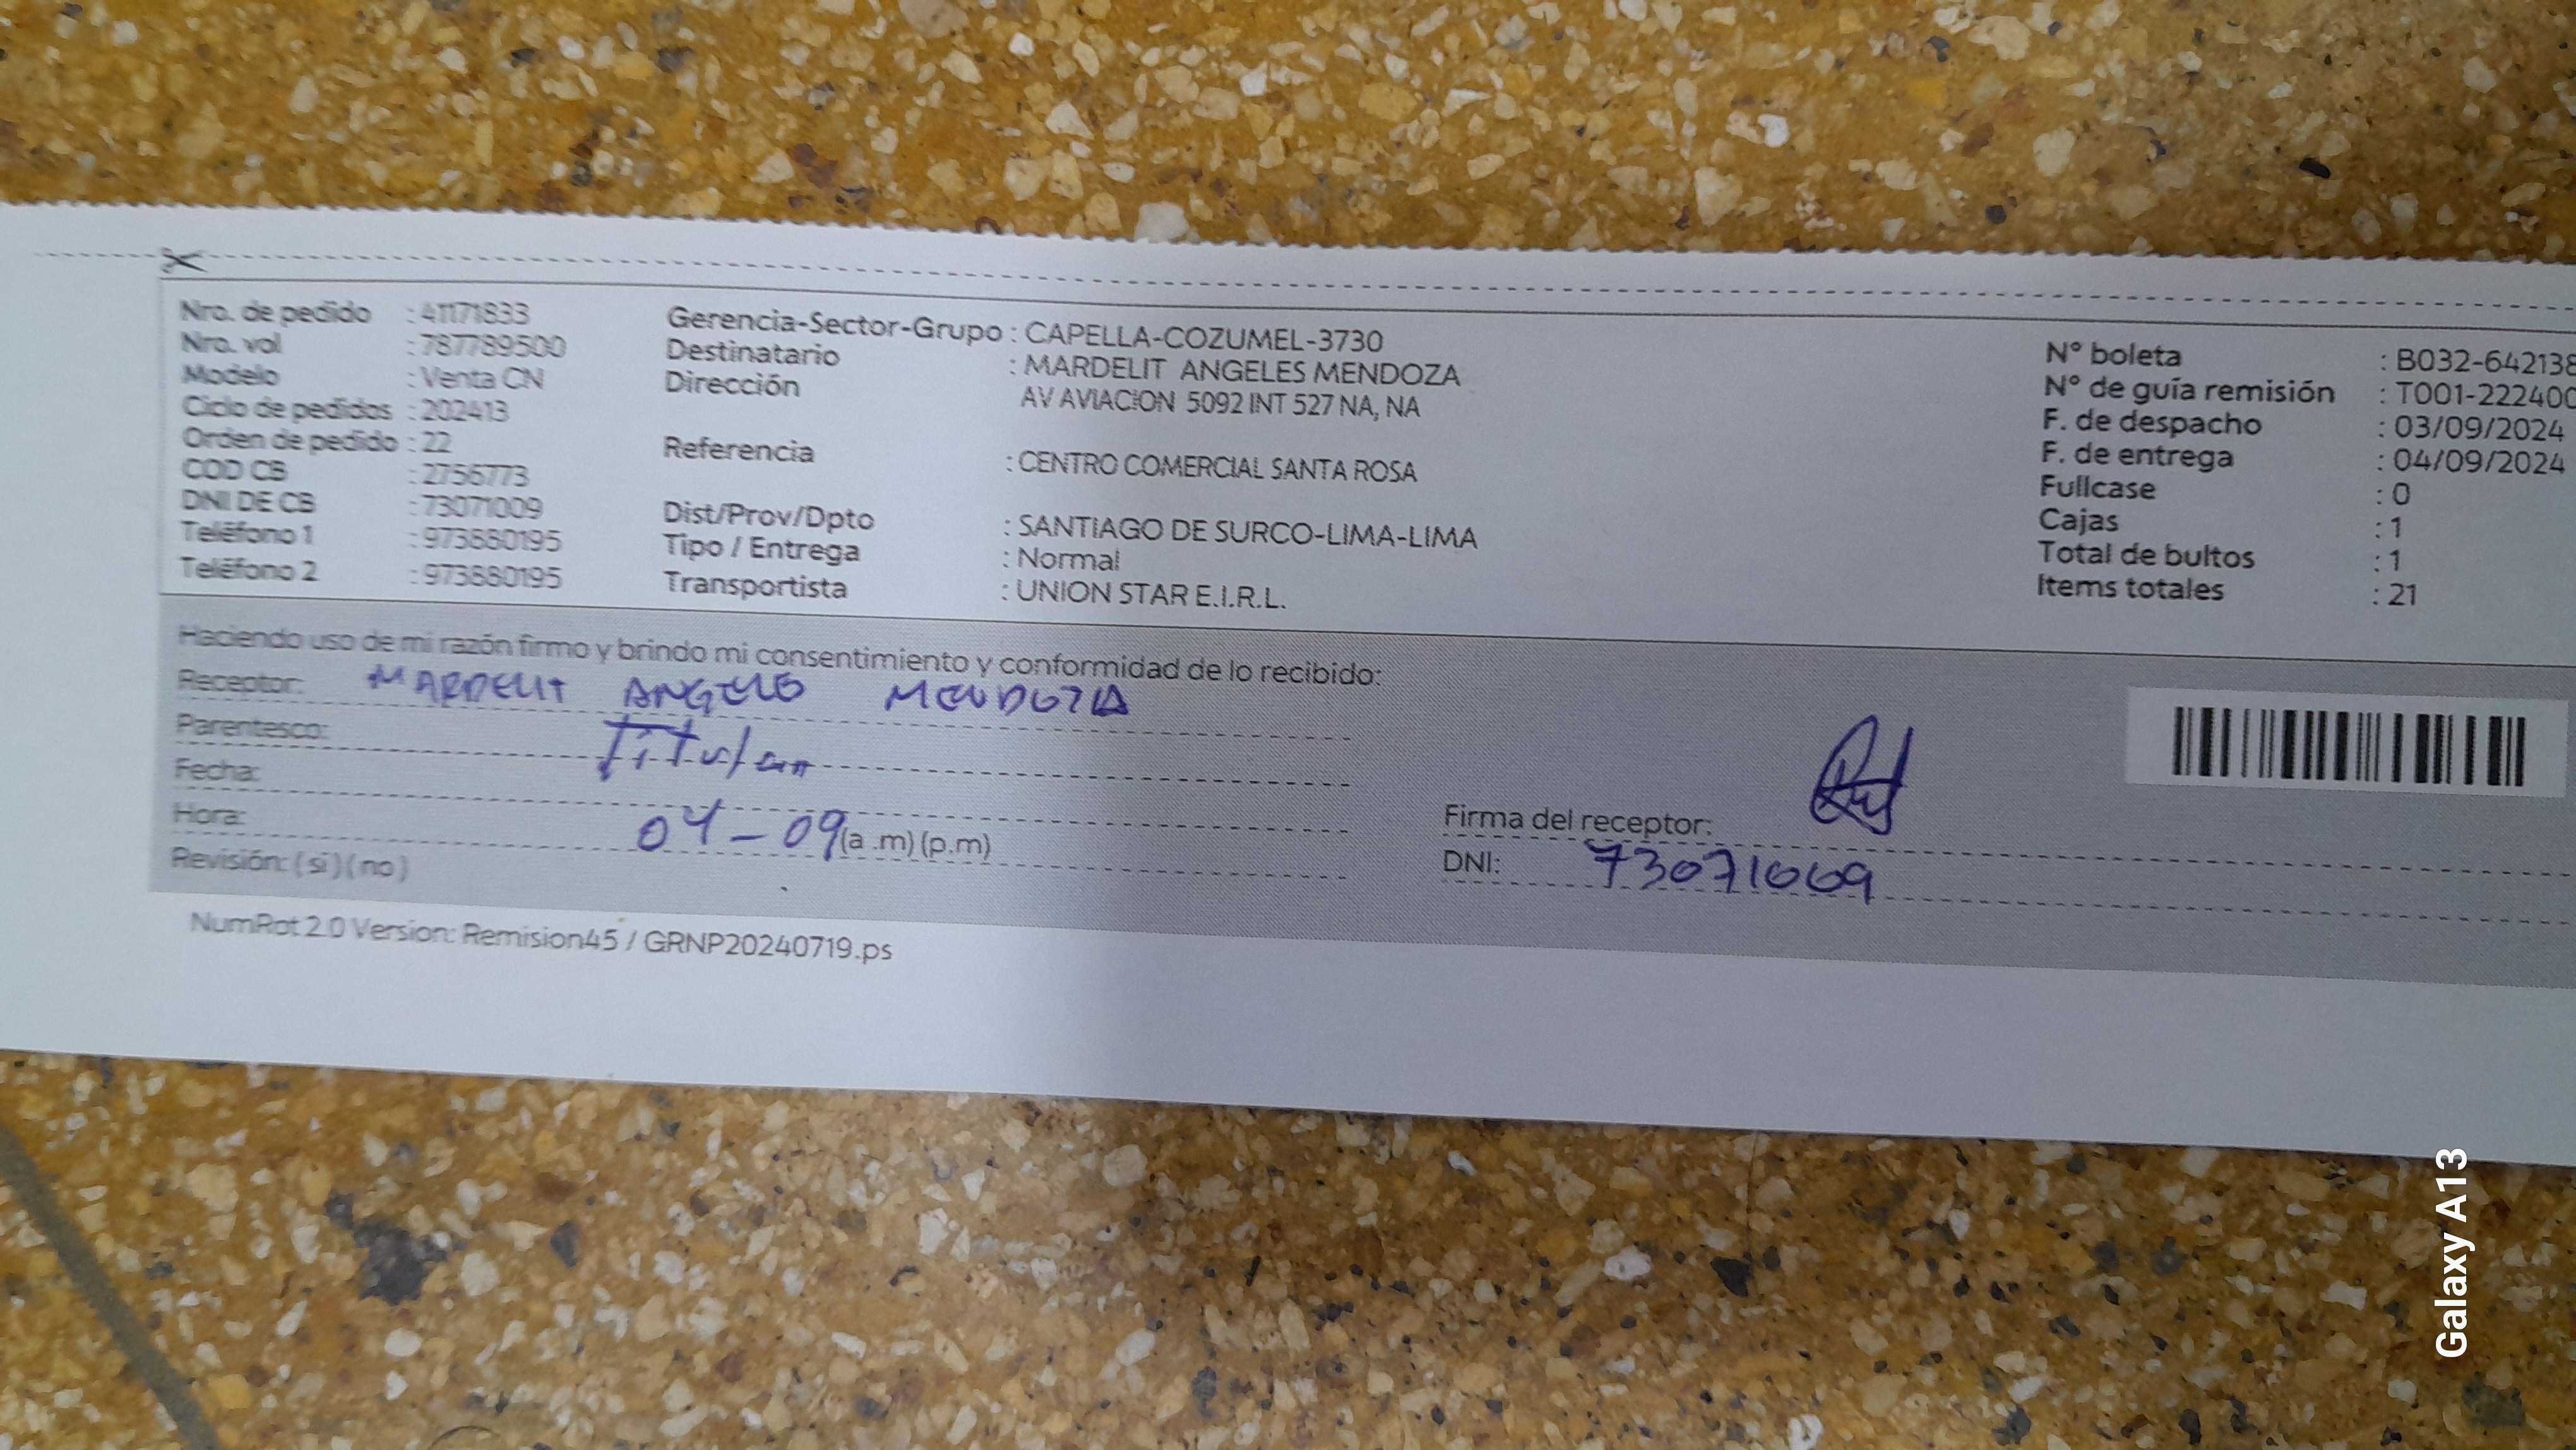 Nro. de pedido : 41171833
Nro. vol : 787789500
Modelo : Venta CN
Ciclo de pedidos : 202413
Orden de pedido : 22
COD CB : 2756773
DNI DE CB : 73071009
Teléfono 1 : 973880195
Teléfono 2 : 973880195
Gerencia-Sector-Grupo : CAPELLA-COZUMEL-3730
Destinatario : MARDELIT ANGELES MENDOZA
Dirección AV AVIACION 5092 INT 527 NA, NA
Referencia : CENTRO COMERCIAL SANTA ROSA
Dist/Prov/Dpto : SANTIAGO DE SURCO-LIMA-LIMA
Tipo / Entrega : Normal
Transportista : UNION STAR E.I.R.L.
N° boleta : B032-642138
N° de guía remisión : T001-222400
F. de despacho : 03/09/2024
F. de entrega : 04/09/2024
Fullcase : 0
Cajas : 1
Total de bultos : 1
Items totales : 21
Haciendo uso de mi razón firmo y brindo mi consentimiento y conformidad de lo recibido:
Receptor: MARDELIT ANGELES MENDOZA
Parentesco: Titular
Fecha:
Hora: 04-09 (a .m) (p.m)
Revisión: ( si ) ( no )
Firma del receptor:
DNI: 73071009
NumRot 2.0 Version: Remision45 / GRNP20240719.ps
Galaxy A13